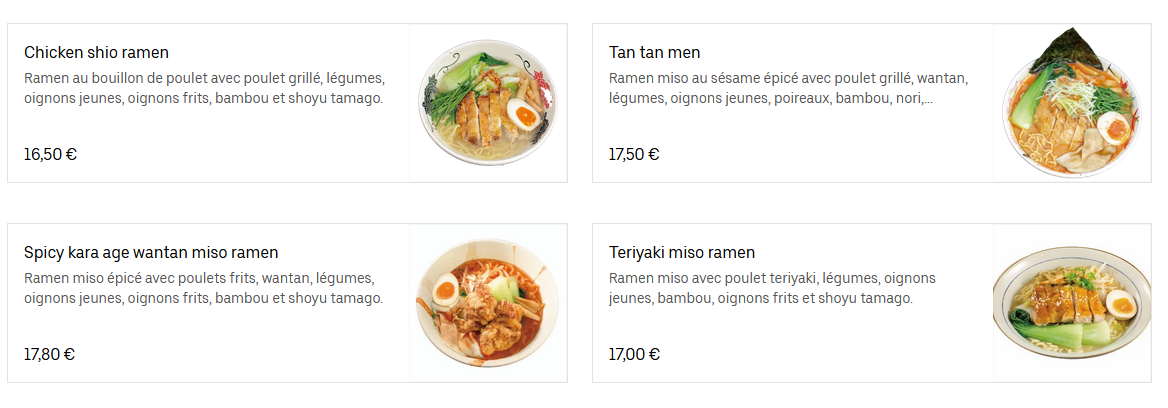 Chicken shio ramen
Ramen au bouillon de poulet avec poulet grillé, légumes,
oignons jeunes, oignons frits, bambou et shoyu tamago.
16,50 €
Tan tan men
Ramen miso au sésame épicé avec poulet grillé, wantan,
légumes, oignons jeunes, poireaux, bambou, nori,...
17,50 €
Spicy kara age wantan miso ramen
Ramen miso épicé avec poulets frits, wantan, légumes,
oignons jeunes, oignons frits, bambou et shoyu tamago.
17,80 €
Teriyaki miso ramen
Ramen miso avec poulet teriyaki, légumes, oignons
jeunes, bambou, oignons frits et shoyu tamago.
17,00 €